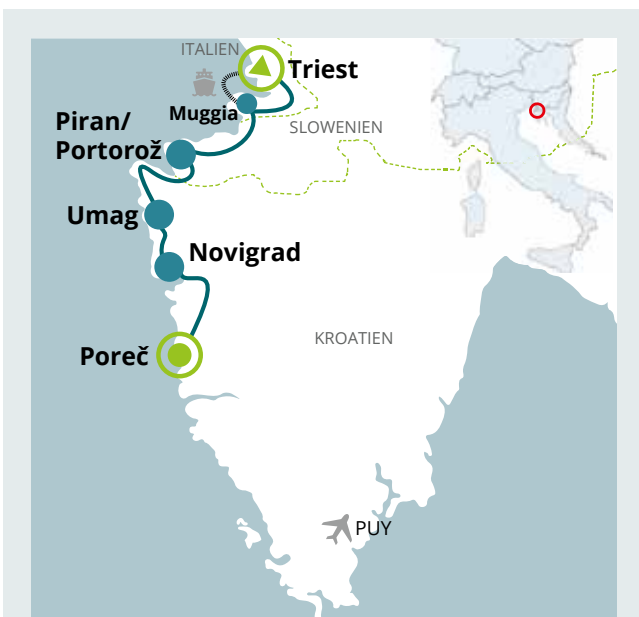 ITALIEN
Triest
Muggia
SLOWENIEN
Piran/
Portorož
Umag
Novigrad
KROATIEN
Poreč
PUY